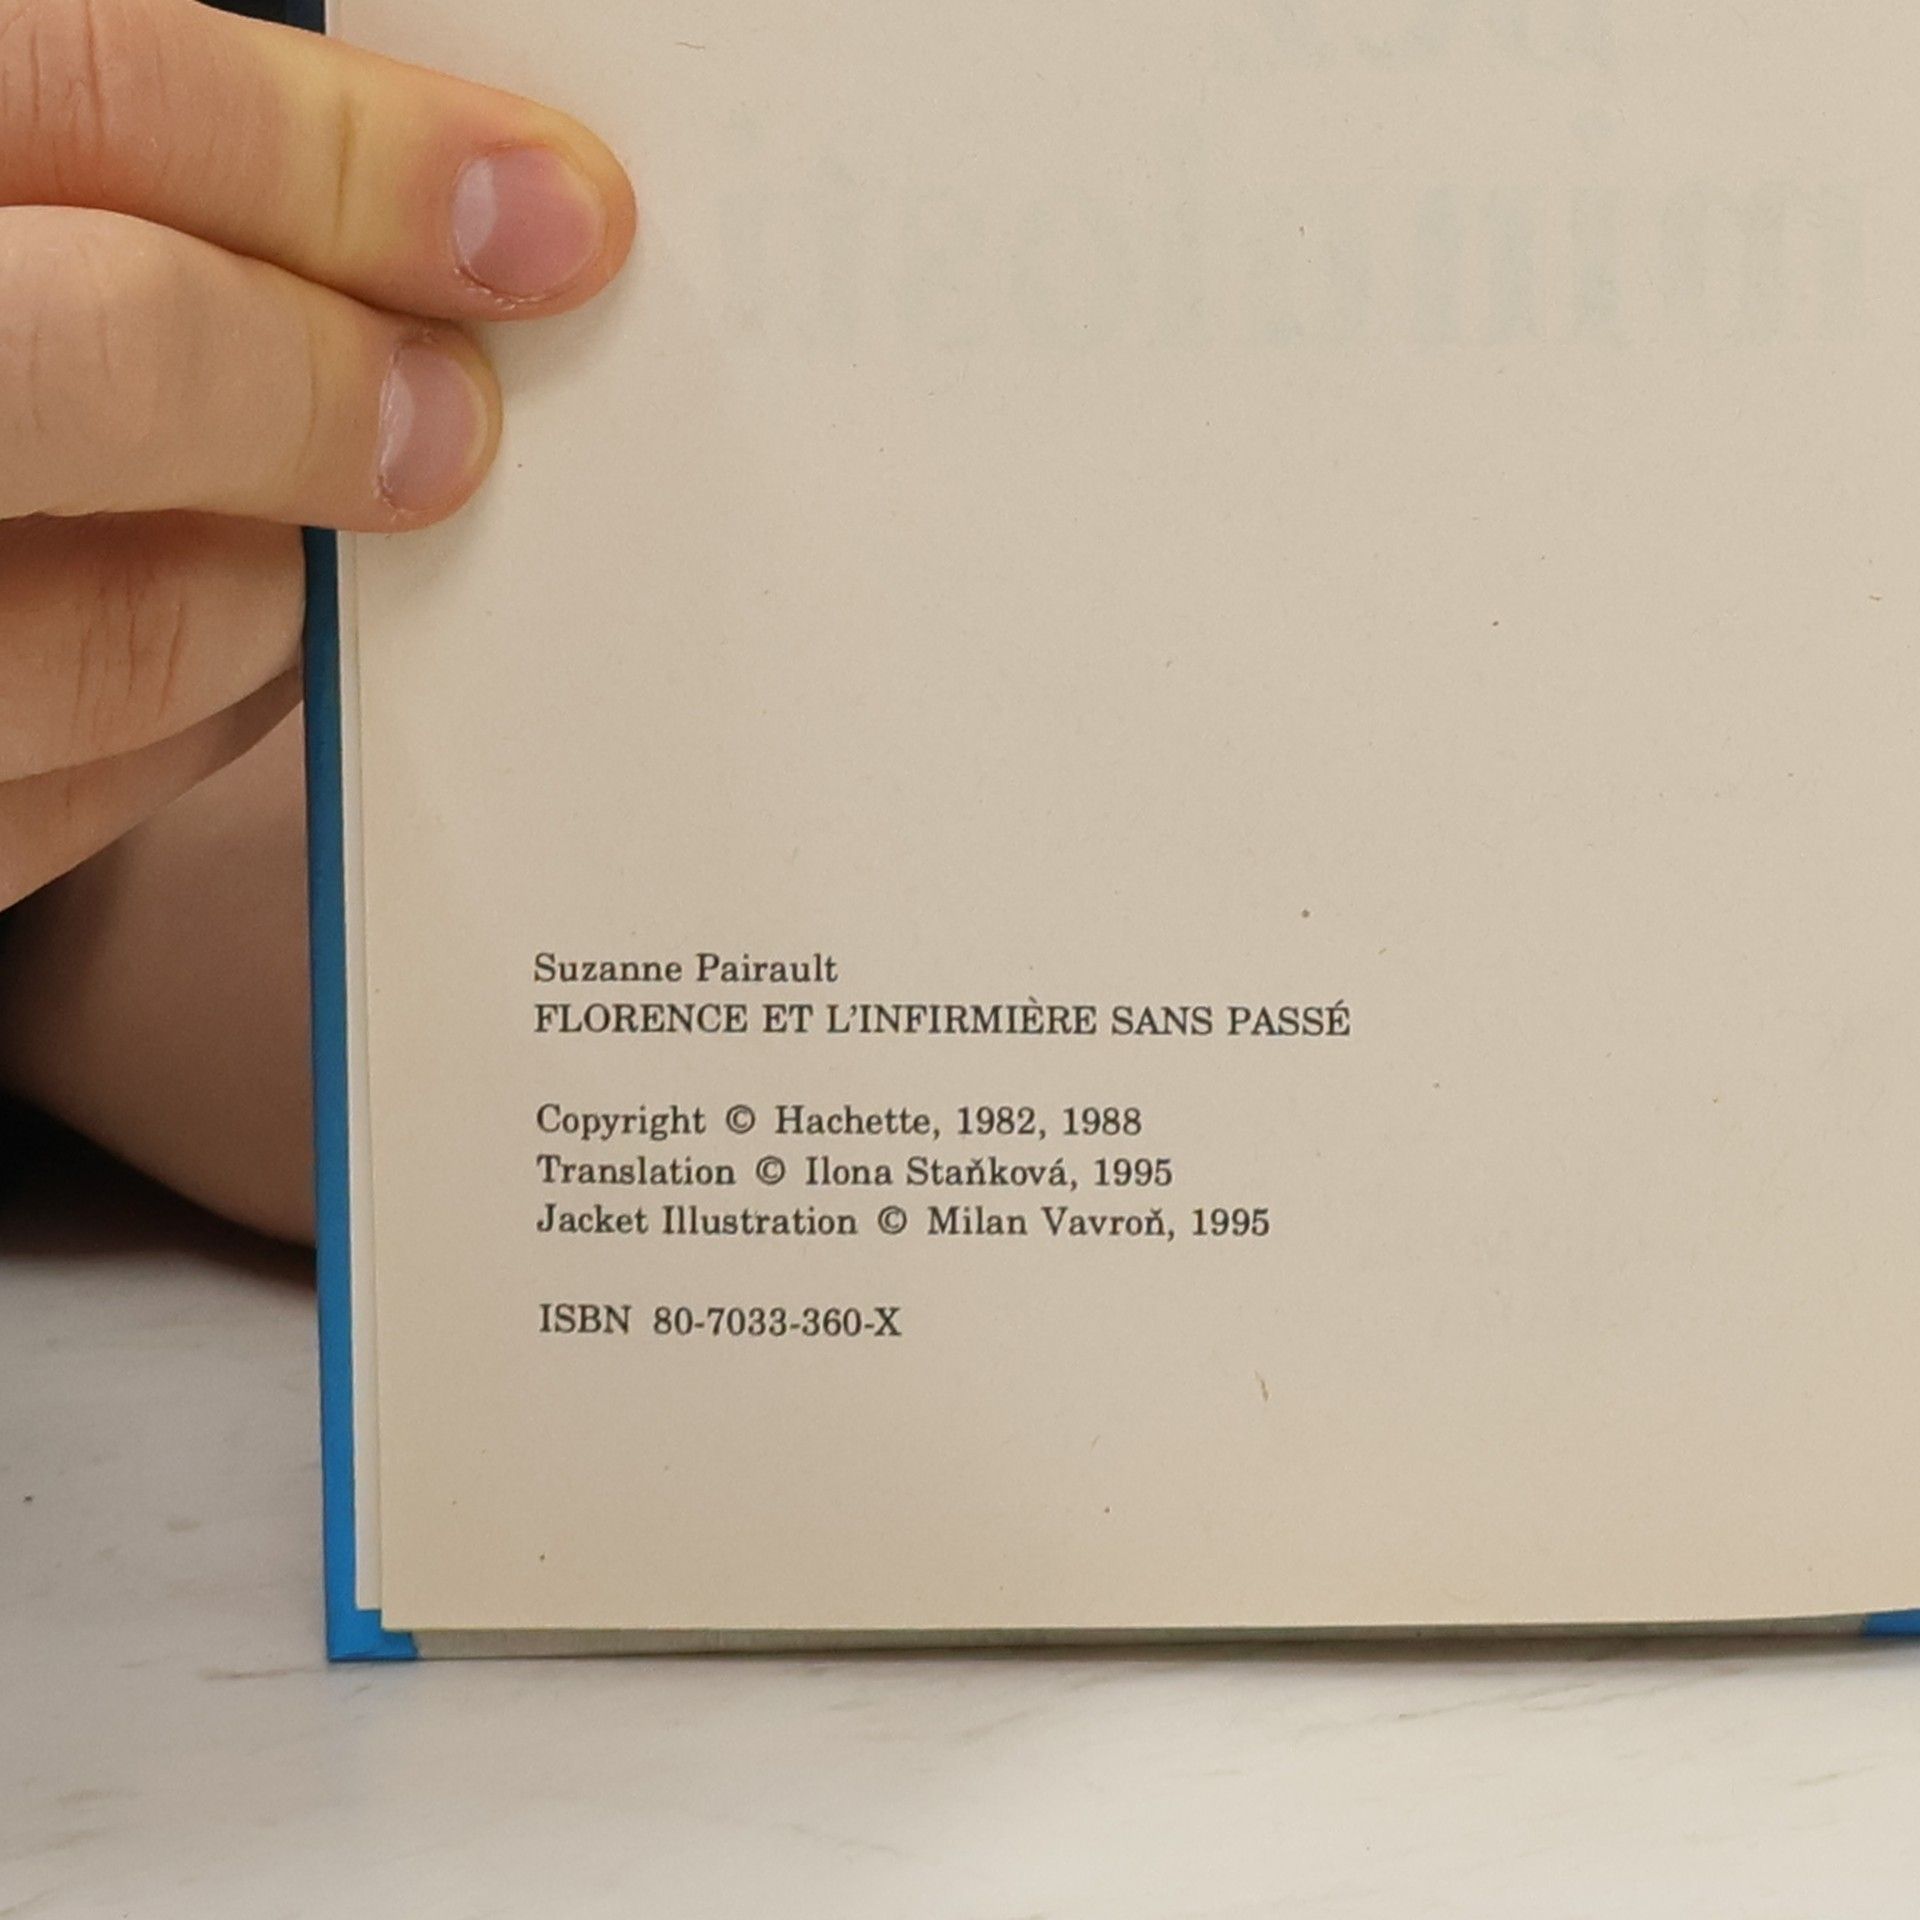 Suzanne Pairault
FLORENCE ET L'INFIRMIÈRE SANS PASSÉ
Copyright © Hachette, 1982, 1988
Translation © Ilona Staňková, 1995
Jacket Illustration © Milan Vavroň, 1995
ISBN 80-7033-360-X